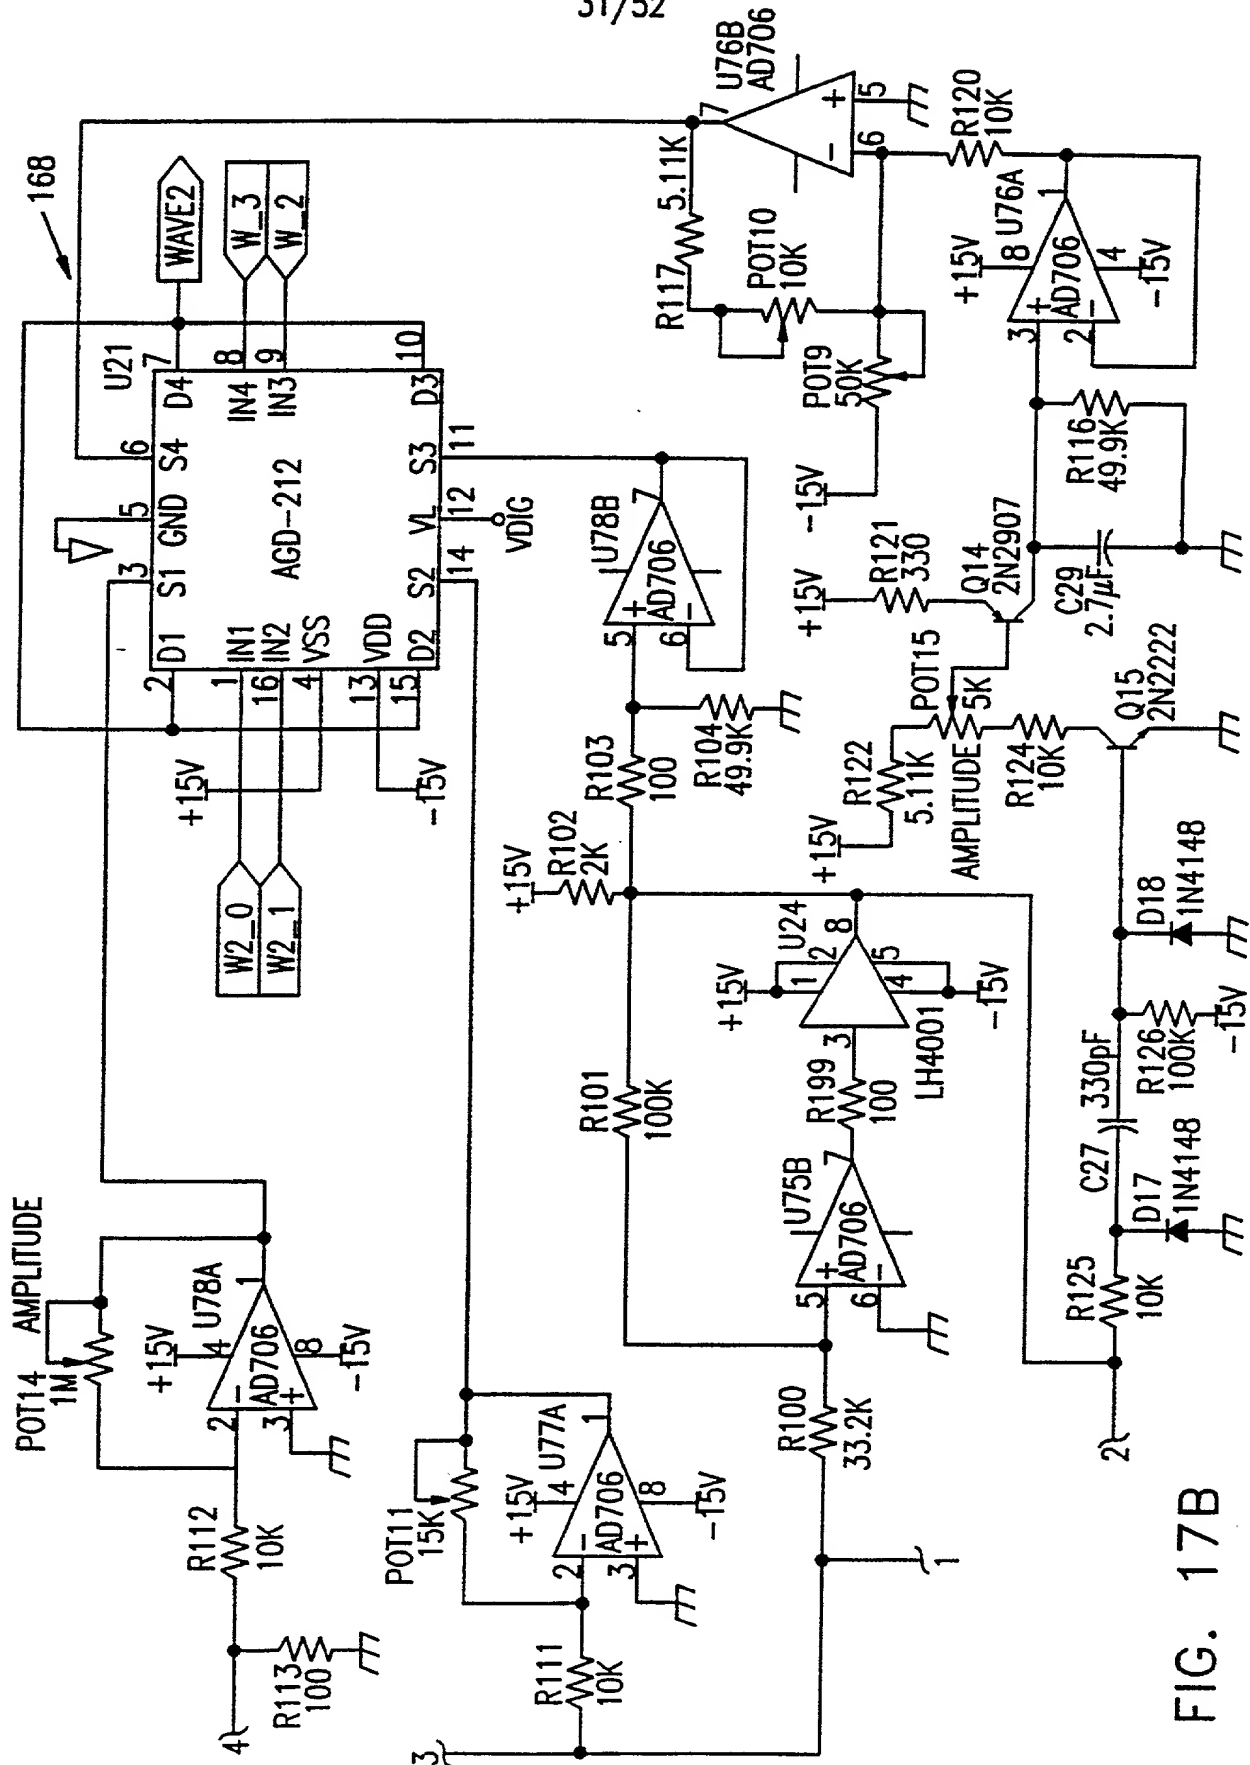 31/52
168
WAVE2
W_3
W_2
U21
7
8
9
10
D4
IN4
IN3
D3
6
S4
S3
11
5
GND
AGD-212
VL
12
VDIG
3
S1
S2
14
D1
IN1
IN2
VSS
VDD
D2
2
1
16
4
13
15
+15V
-15V
W2_0
W2_1
AMPLITUDE
POT14
1M
+15V
4
U78A
1
2
-
AD706
3
+
8
-15V
R112
10K
4
R113
100
POT11
15K
+15V
4
U77A
1
2
-
AD706
3
+
8
-15V
R111
10K
3
1
R100
33.2K
R101
100K
U75B
5
+
AD706
6
-
7
R199
100
+15V
1
2
U24
3
8
4
5
LH4001
-15V
+15V
R102
2K
R103
100
R104
49.9K
U78B
5
+
AD706
6
-
7
U76B
AD706
7
+
5
-
6
R117
5.11K
POT10
10K
POT9
50K
-15V
R120
10K
U76A
+15V
8
1
3
+
AD706
2
-
4
-15V
R116
49.9K
C29
2.7µF
+15V
R121
330
Q14
2N2907
POT15
5K
AMPLITUDE
+15V
R122
5.11K
R124
10K
Q15
2N2222
D18
1N4148
R126
100K
-15V
C27
330pF
D17
1N4148
R125
10K
2
FIG. 17B